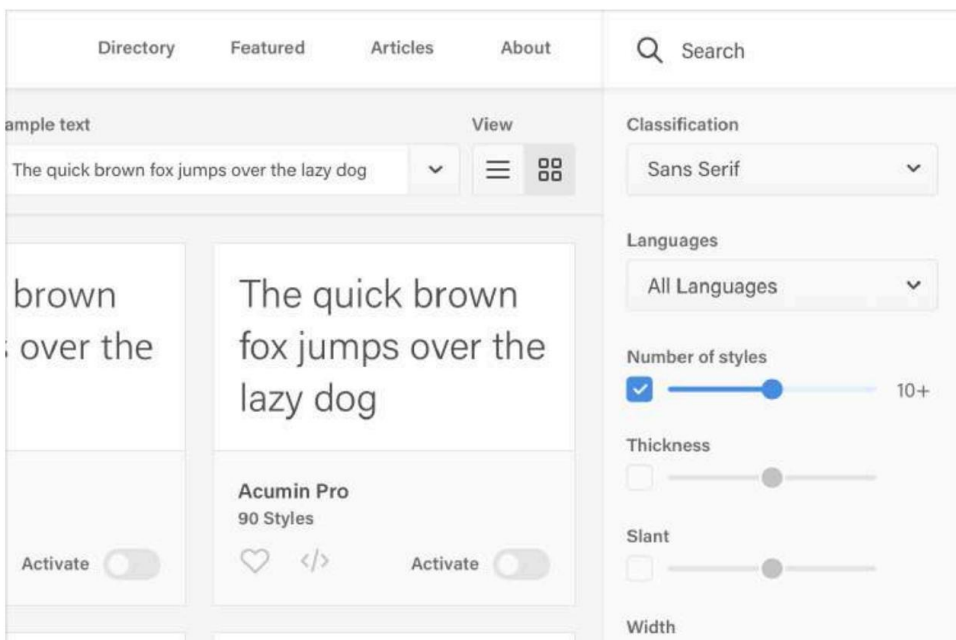 Directory Featured Articles About
Search
ample text
View
The quick brown fox jumps over the lazy dog
brown
over the
Activate
The quick brown
fox jumps over the
lazy dog
Acumin Pro
90 Styles
</>
Activate
Classification
Sans Serif
Languages
All Languages
Number of styles
10+
Thickness
Slant
Width